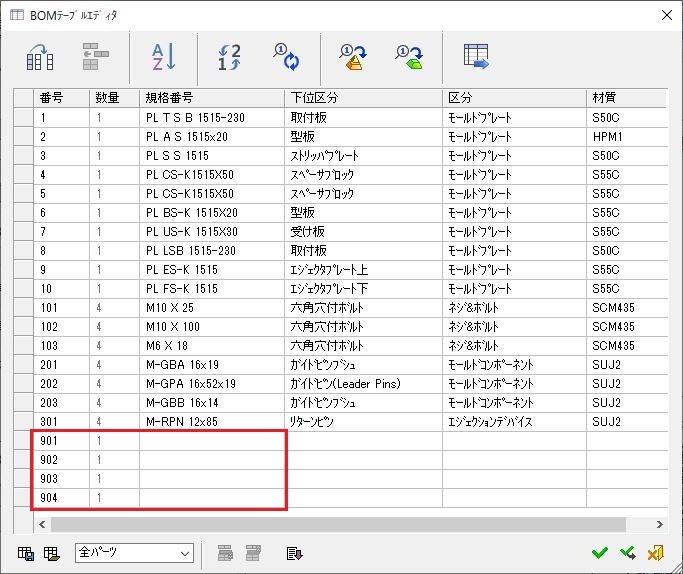 BOMﾃｰﾌﾞﾙｴﾃﾞｨﾀ
番号 数量 規格番号 下位区分 区分 材質
1 1 PL T S B 1515-230 取付板 ﾓｰﾙﾄﾞﾌﾟﾚｰﾄ S50C
2 1 PL A S 1515x20 型板 ﾓｰﾙﾄﾞﾌﾟﾚｰﾄ HPM1
3 1 PL S S 1515 ｽﾄﾘｯﾊﾟﾌﾟﾚｰﾄ ﾓｰﾙﾄﾞﾌﾟﾚｰﾄ S50C
4 1 PL CS-K1515X50 ｽﾍﾟｰｻﾌﾞﾛｯｸ ﾓｰﾙﾄﾞﾌﾟﾚｰﾄ S55C
5 1 PL CS-K1515X50 ｽﾍﾟｰｻﾌﾞﾛｯｸ ﾓｰﾙﾄﾞﾌﾟﾚｰﾄ S55C
6 1 PL BS-K 1515X20 型板 ﾓｰﾙﾄﾞﾌﾟﾚｰﾄ S55C
7 1 PL US-K 1515X30 受け板 ﾓｰﾙﾄﾞﾌﾟﾚｰﾄ S55C
8 1 PL LSB 1515-230 取付板 ﾓｰﾙﾄﾞﾌﾟﾚｰﾄ S50C
9 1 PL ES-K 1515 ｴｼﾞｪｸﾀﾌﾟﾚｰﾄ上 ﾓｰﾙﾄﾞﾌﾟﾚｰﾄ S55C
10 1 PL FS-K 1515 ｴｼﾞｪｸﾀﾌﾟﾚｰﾄ下 ﾓｰﾙﾄﾞﾌﾟﾚｰﾄ S55C
101 4 M10 X 25 六角穴付ﾎﾞﾙﾄ ﾈｼﾞ&ﾎﾞﾙﾄ SCM435
102 4 M10 X 100 六角穴付ﾎﾞﾙﾄ ﾈｼﾞ&ﾎﾞﾙﾄ SCM435
103 4 M6 X 18 六角穴付ﾎﾞﾙﾄ ﾈｼﾞ&ﾎﾞﾙﾄ SCM435
201 4 M-GBA 16x19 ｶﾞｲﾄﾞﾋﾟﾝﾌﾞｼｭ ﾓｰﾙﾄﾞｺﾝﾎﾟｰﾈﾝﾄ SUJ2
202 4 M-GPA 16x52x19 ｶﾞｲﾄﾞﾋﾟﾝ(Leader Pins) ﾓｰﾙﾄﾞｺﾝﾎﾟｰﾈﾝﾄ SUJ2
203 4 M-GBB 16x14 ｶﾞｲﾄﾞﾋﾟﾝﾌﾞｼｭ ﾓｰﾙﾄﾞｺﾝﾎﾟｰﾈﾝﾄ SUJ2
301 4 M-RPN 12x85 ﾘﾀｰﾝﾋﾟﾝ ｴｼﾞｪｸｼｮﾝﾃﾞﾊﾞｲｽ SUJ2
901 1
902 1
903 1
904 1
全ﾊﾟｰﾂ